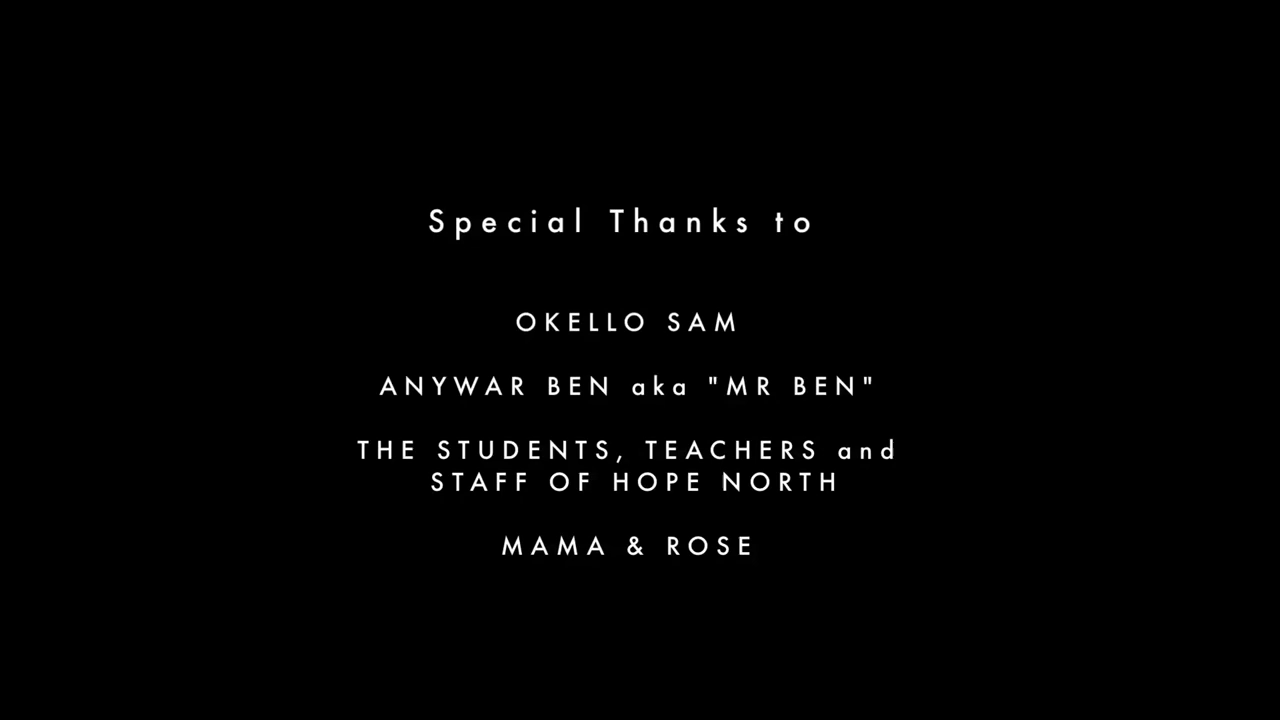 Special Thanks to
OKELLO SAM
ANYWAR BEN aka "MR BEN"
THE STUDENTS, TEACHERS and
STAFF OF HOPE NORTH
MAMA & ROSE